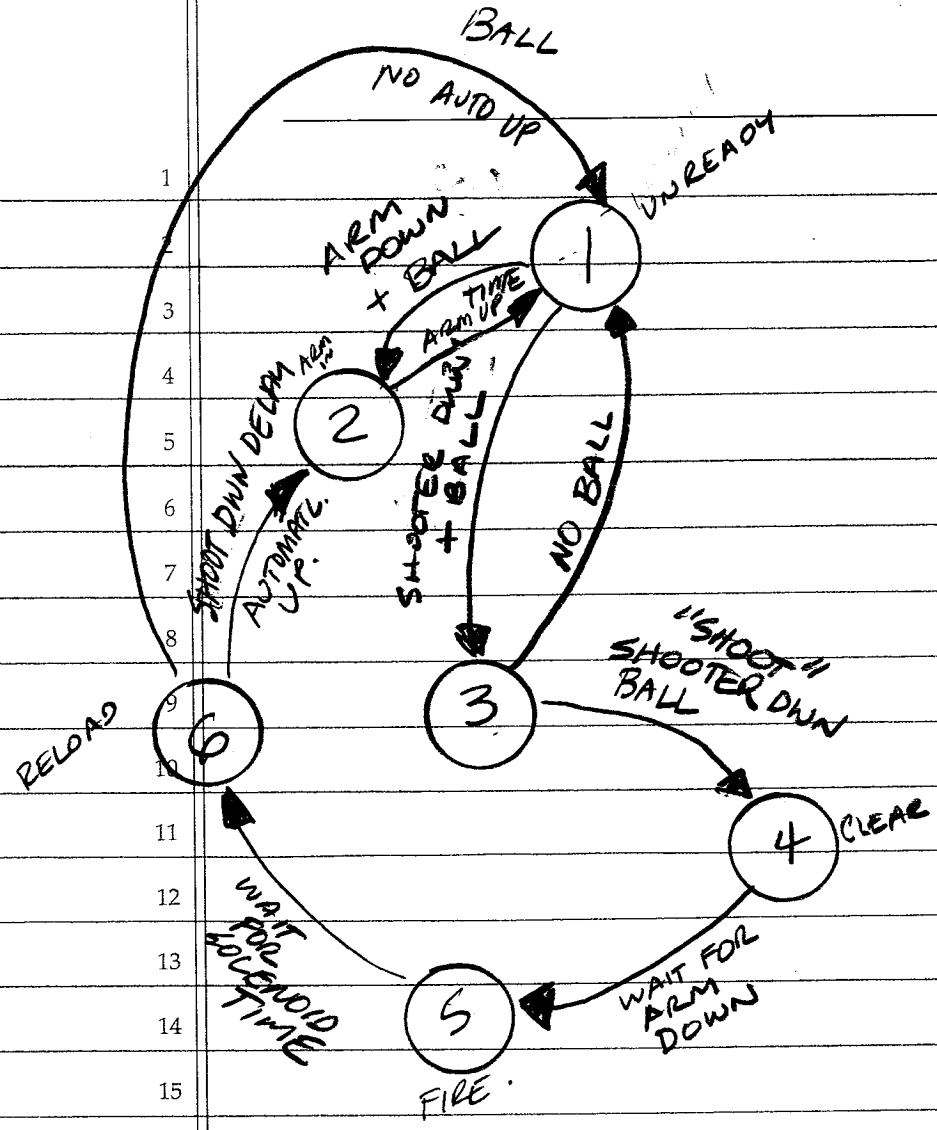 BALL
NO AUTO UP
UNREADY
1
1
2
ARM
DOWN
+ BALL
TIME
ARM UP
3
ARM
IN
4
2
SHOOT DWN DELAY
AUTOMATL.
UP.
SHOOTER DWN
+ BALL
NO BALL
5
6
7
8
"SHOOT"
SHOOTER DWN
BALL
9
6
3
RELOAD
10
11
4
CLEAR
12
WAIT
FOR
SOLENOID
TIME
13
WAIT FOR
ARM
DOWN
14
5
FIRE.
15